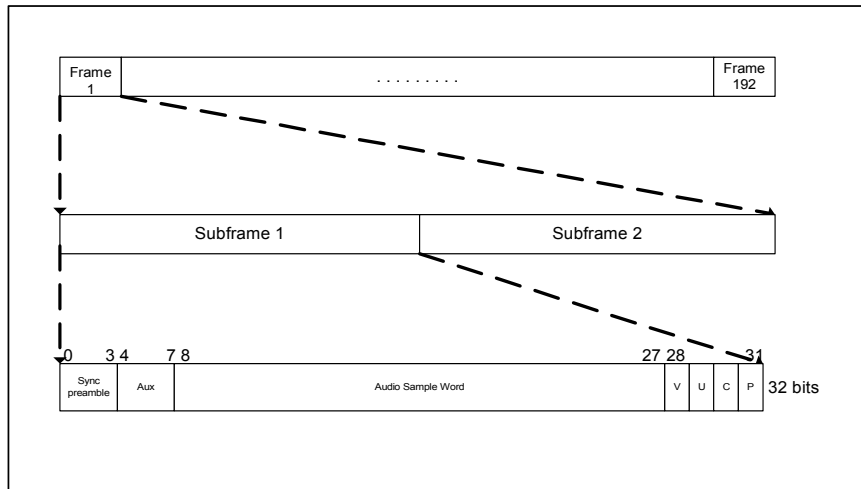 Frame 1 . . . . . . . . . Frame 192
Subframe 1 Subframe 2
0 3 4 7 8 27 28 31
Sync preamble Aux Audio Sample Word V U C P 32 bits